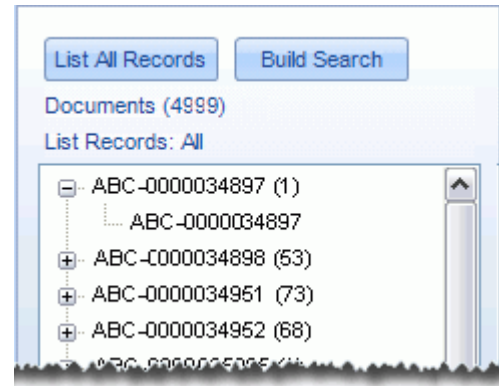 List All Records Build Search
Documents (4999)
List Records: All
ABC-0000034897 (1)
ABC-0000034897
ABC-0000034898 (53)
ABC-0000034951 (73)
ABC-0000034952 (68)